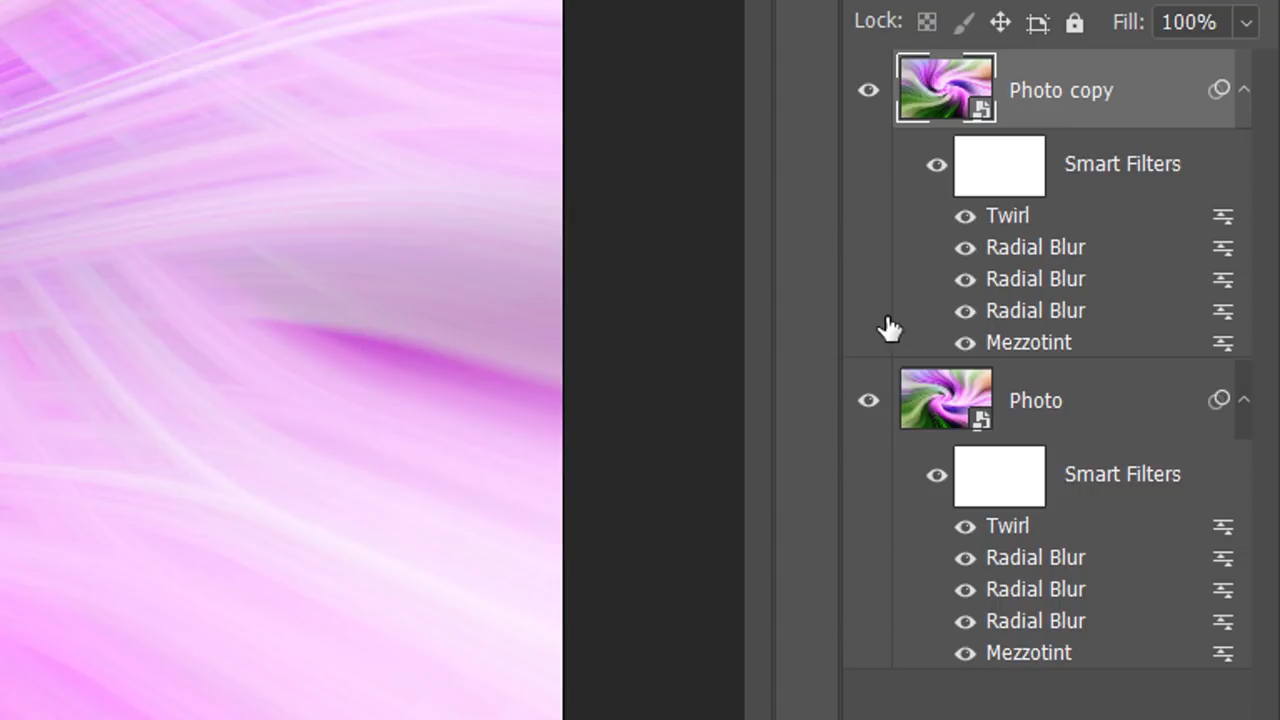 Lock: Fill: 100%
Photo copy
Smart Filters
Twirl
Radial Blur
Radial Blur
Radial Blur
Mezzotint
Photo
Smart Filters
Twirl
Radial Blur
Radial Blur
Radial Blur
Mezzotint